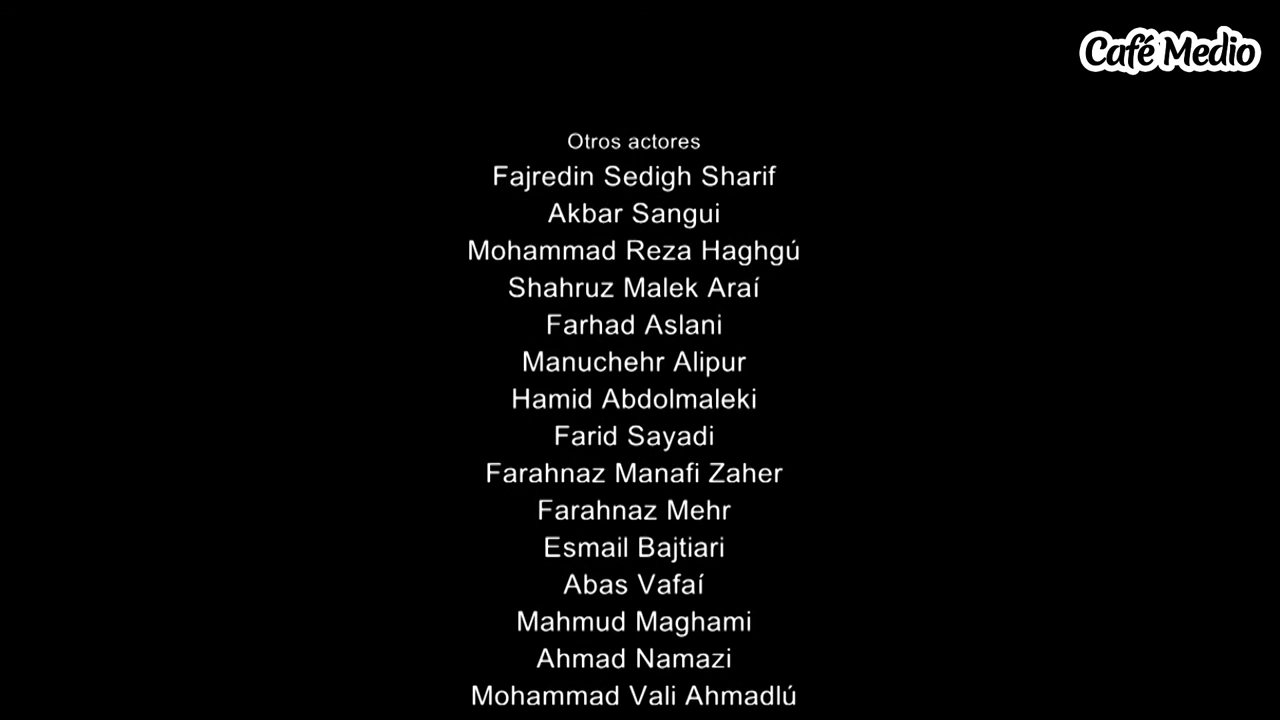 Café Medio
Otros actores
Fajredin Sedigh Sharif
Akbar Sangui
Mohammad Reza Haghgú
Shahruz Malek Araí
Farhad Aslani
Manuchehr Alipur
Hamid Abdolmaleki
Farid Sayadi
Farahnaz Manafi Zaher
Farahnaz Mehr
Esmail Bajtiari
Abas Vafaí
Mahmud Maghami
Ahmad Namazi
Mohammad Vali Ahmadlú